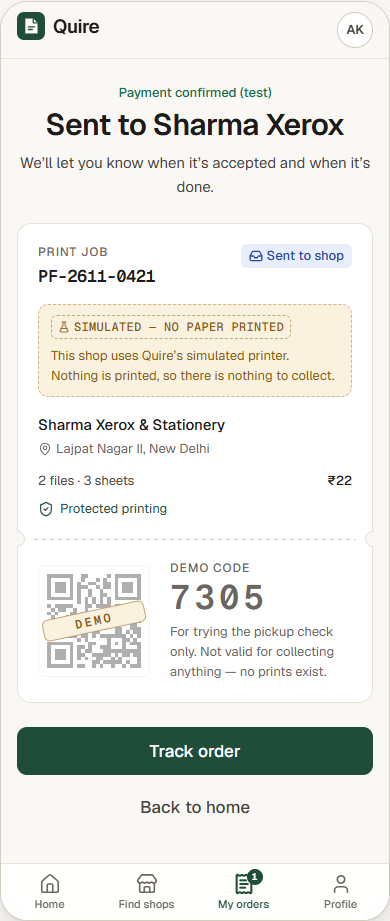 Quire
AK
Payment confirmed (test)
Sent to Sharma Xerox
We’ll let you know when it’s accepted and when it’s
done.
PRINT JOB
Sent to shop
PF-2611-0421
SIMULATED — NO PAPER PRINTED
This shop uses Quire’s simulated printer.
Nothing is printed, so there is nothing to collect.
Sharma Xerox & Stationery
Lajpat Nagar II, New Delhi
2 files · 3 sheets
₹22
Protected printing
DEMO
DEMO CODE
7305
For trying the pickup check
only. Not valid for collecting
anything — no prints exist.
Track order
Back to home
1
Home
Find shops
My orders
Profile